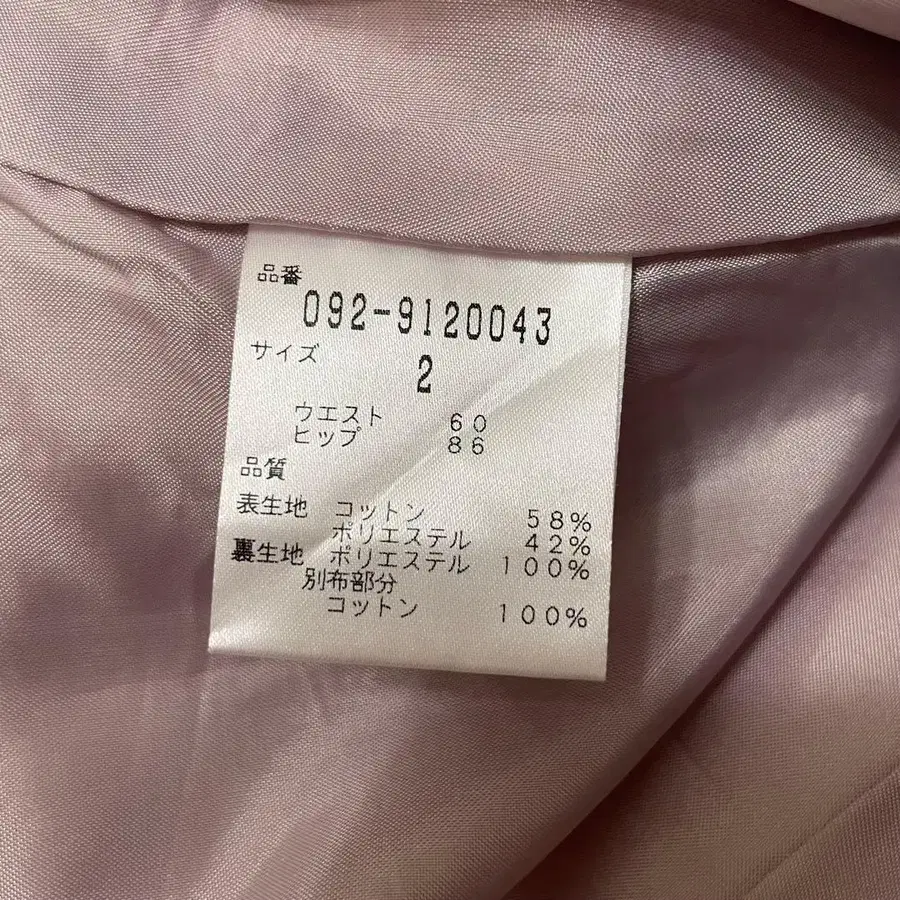 品番
092-9120043
サイズ
2
ウエスト 60
ヒップ 86
品質
表生地 コットン 58%
ポリエステル 42%
裏生地 ポリエステル 100%
別布部分
コットン 100%